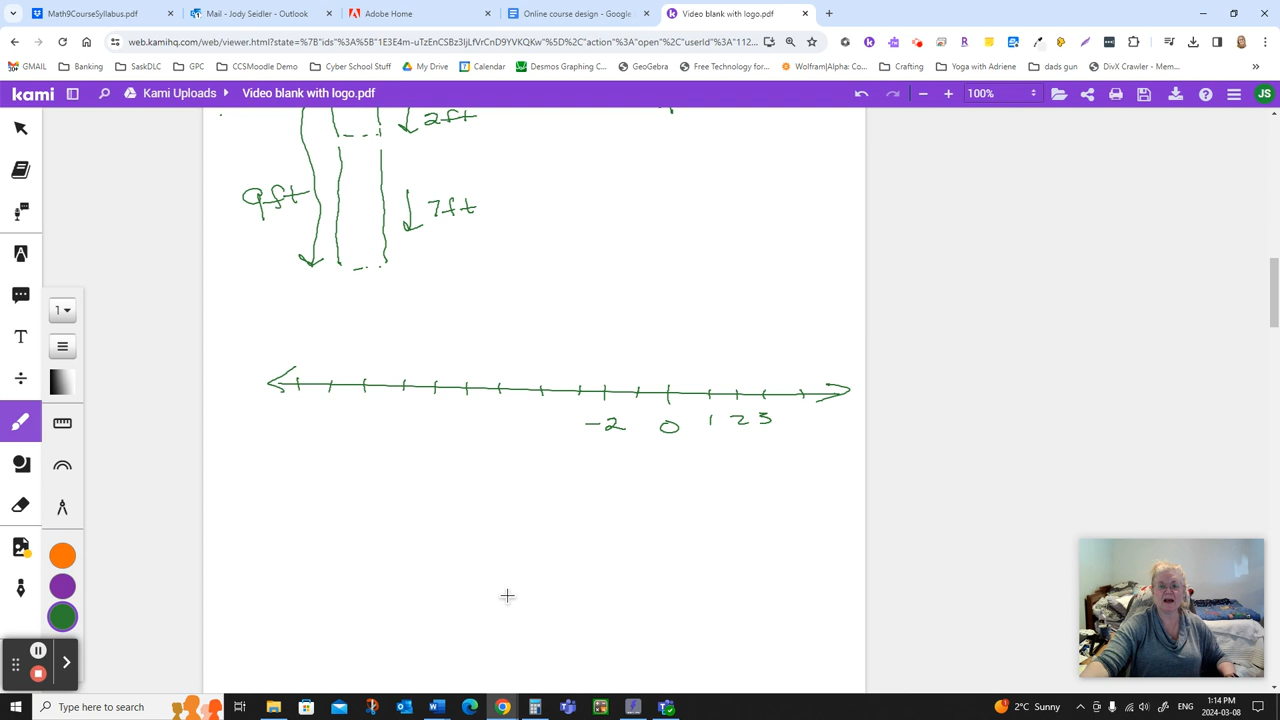 Math9CourseSyllabus.pdf
Mail - Jody Seidler - Outlook
Adobe Home
Online course design - Google
Video blank with logo.pdf
web.kamihq.com/web/viewer.html?state=%7B"ids"%3A%5B"1E3E4m-uTzEnCSBz3IjLfVrCnD9YVKQKw"%5D%2C"action"%3A"open"%2C"userId"%3A"112...
GMAIL
Banking
SaskDLC
GPC
CCSMoodle Demo
Cyber School Stuff
My Drive
Calendar
Desmos Graphing C...
GeoGebra
Free Technology for...
Wolfram|Alpha: Co...
Crafting
Yoga with Adriene
dads gun
DivX Crawler - Mem...
kami
Kami Uploads
Video blank with logo.pdf
100%
JS
2ft
9ft
7ft
-2 0 1 2 3
1
Type here to search
2°C Sunny
ENG
1:14 PM
2024-03-08